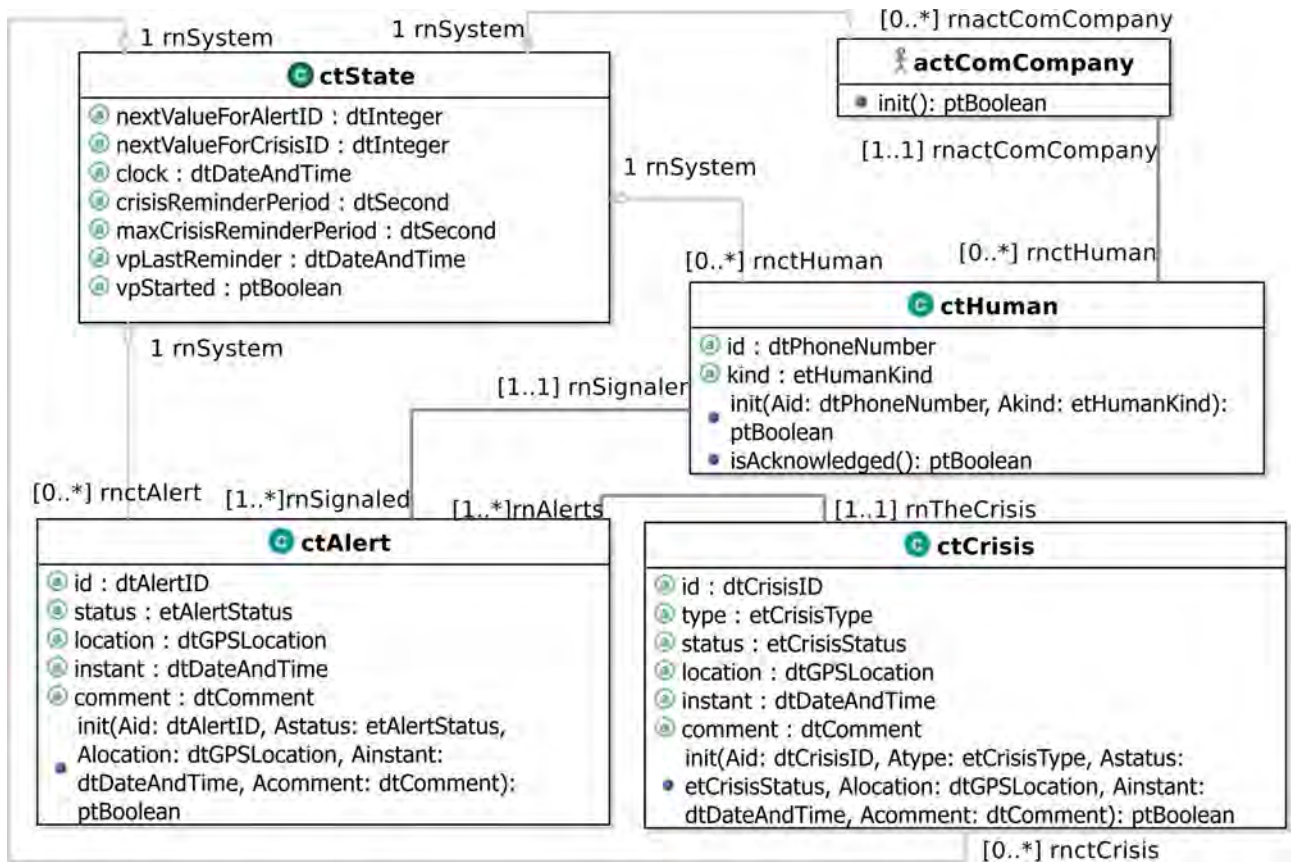 1 rnSystem
1 rnSystem
[0..*] rnactComCompany
ctState
nextValueForAlertID : dtInteger
nextValueForCrisisID : dtInteger
clock : dtDateAndTime
crisisReminderPeriod : dtSecond
maxCrisisReminderPeriod : dtSecond
vpLastReminder : dtDateAndTime
vpStarted : ptBoolean
actComCompany
init(): ptBoolean
[1..1] rnactComCompany
1 rnSystem
[0..*] rnctHuman
[0..*] rnctHuman
ctHuman
id : dtPhoneNumber
kind : etHumanKind
init(Aid: dtPhoneNumber, Akind: etHumanKind):
ptBoolean
isAcknowledged(): ptBoolean
1 rnSystem
[1..1] rnSignaler
[0..*] rnctAlert
[1..*]rnSignaled
[1..*]rnAlerts
[1..1] rnTheCrisis
ctAlert
id : dtAlertID
status : etAlertStatus
location : dtGPSLocation
instant : dtDateAndTime
comment : dtComment
init(Aid: dtAlertID, Astatus: etAlertStatus,
Alocation: dtGPSLocation, Ainstant:
dtDateAndTime, Acomment: dtComment):
ptBoolean
ctCrisis
id : dtCrisisID
type : etCrisisType
status : etCrisisStatus
location : dtGPSLocation
instant : dtDateAndTime
comment : dtComment
init(Aid: dtCrisisID, Atype: etCrisisType, Astatus:
etCrisisStatus, Alocation: dtGPSLocation, Ainstant:
dtDateAndTime, Acomment: dtComment): ptBoolean
[0..*] rnctCrisis